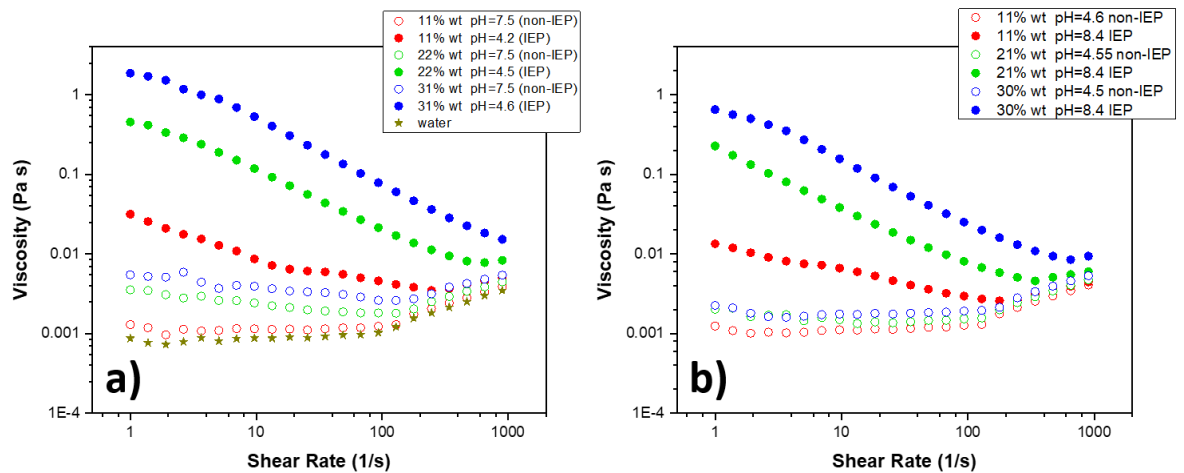 11% wt pH=7.5 (non-IEP)
11% wt pH=4.2 (IEP)
22% wt pH=7.5 (non-IEP)
22% wt pH=4.5 (IEP)
31% wt pH=7.5 (non-IEP)
31% wt pH=4.6 (IEP)
water
1
0.1
0.01
0.001
1E-4
Viscosity (Pa s)
a)
1
10
100
1000
Shear Rate (1/s)
11% wt pH=4.6 non-IEP
11% wt pH=8.4 IEP
21% wt pH=4.55 non-IEP
21% wt pH=8.4 IEP
30% wt pH=4.5 non-IEP
30% wt pH=8.4 IEP
1
0.1
0.01
0.001
1E-4
Viscosity (Pa s)
b)
1
10
100
1000
Shear Rate (1/s)